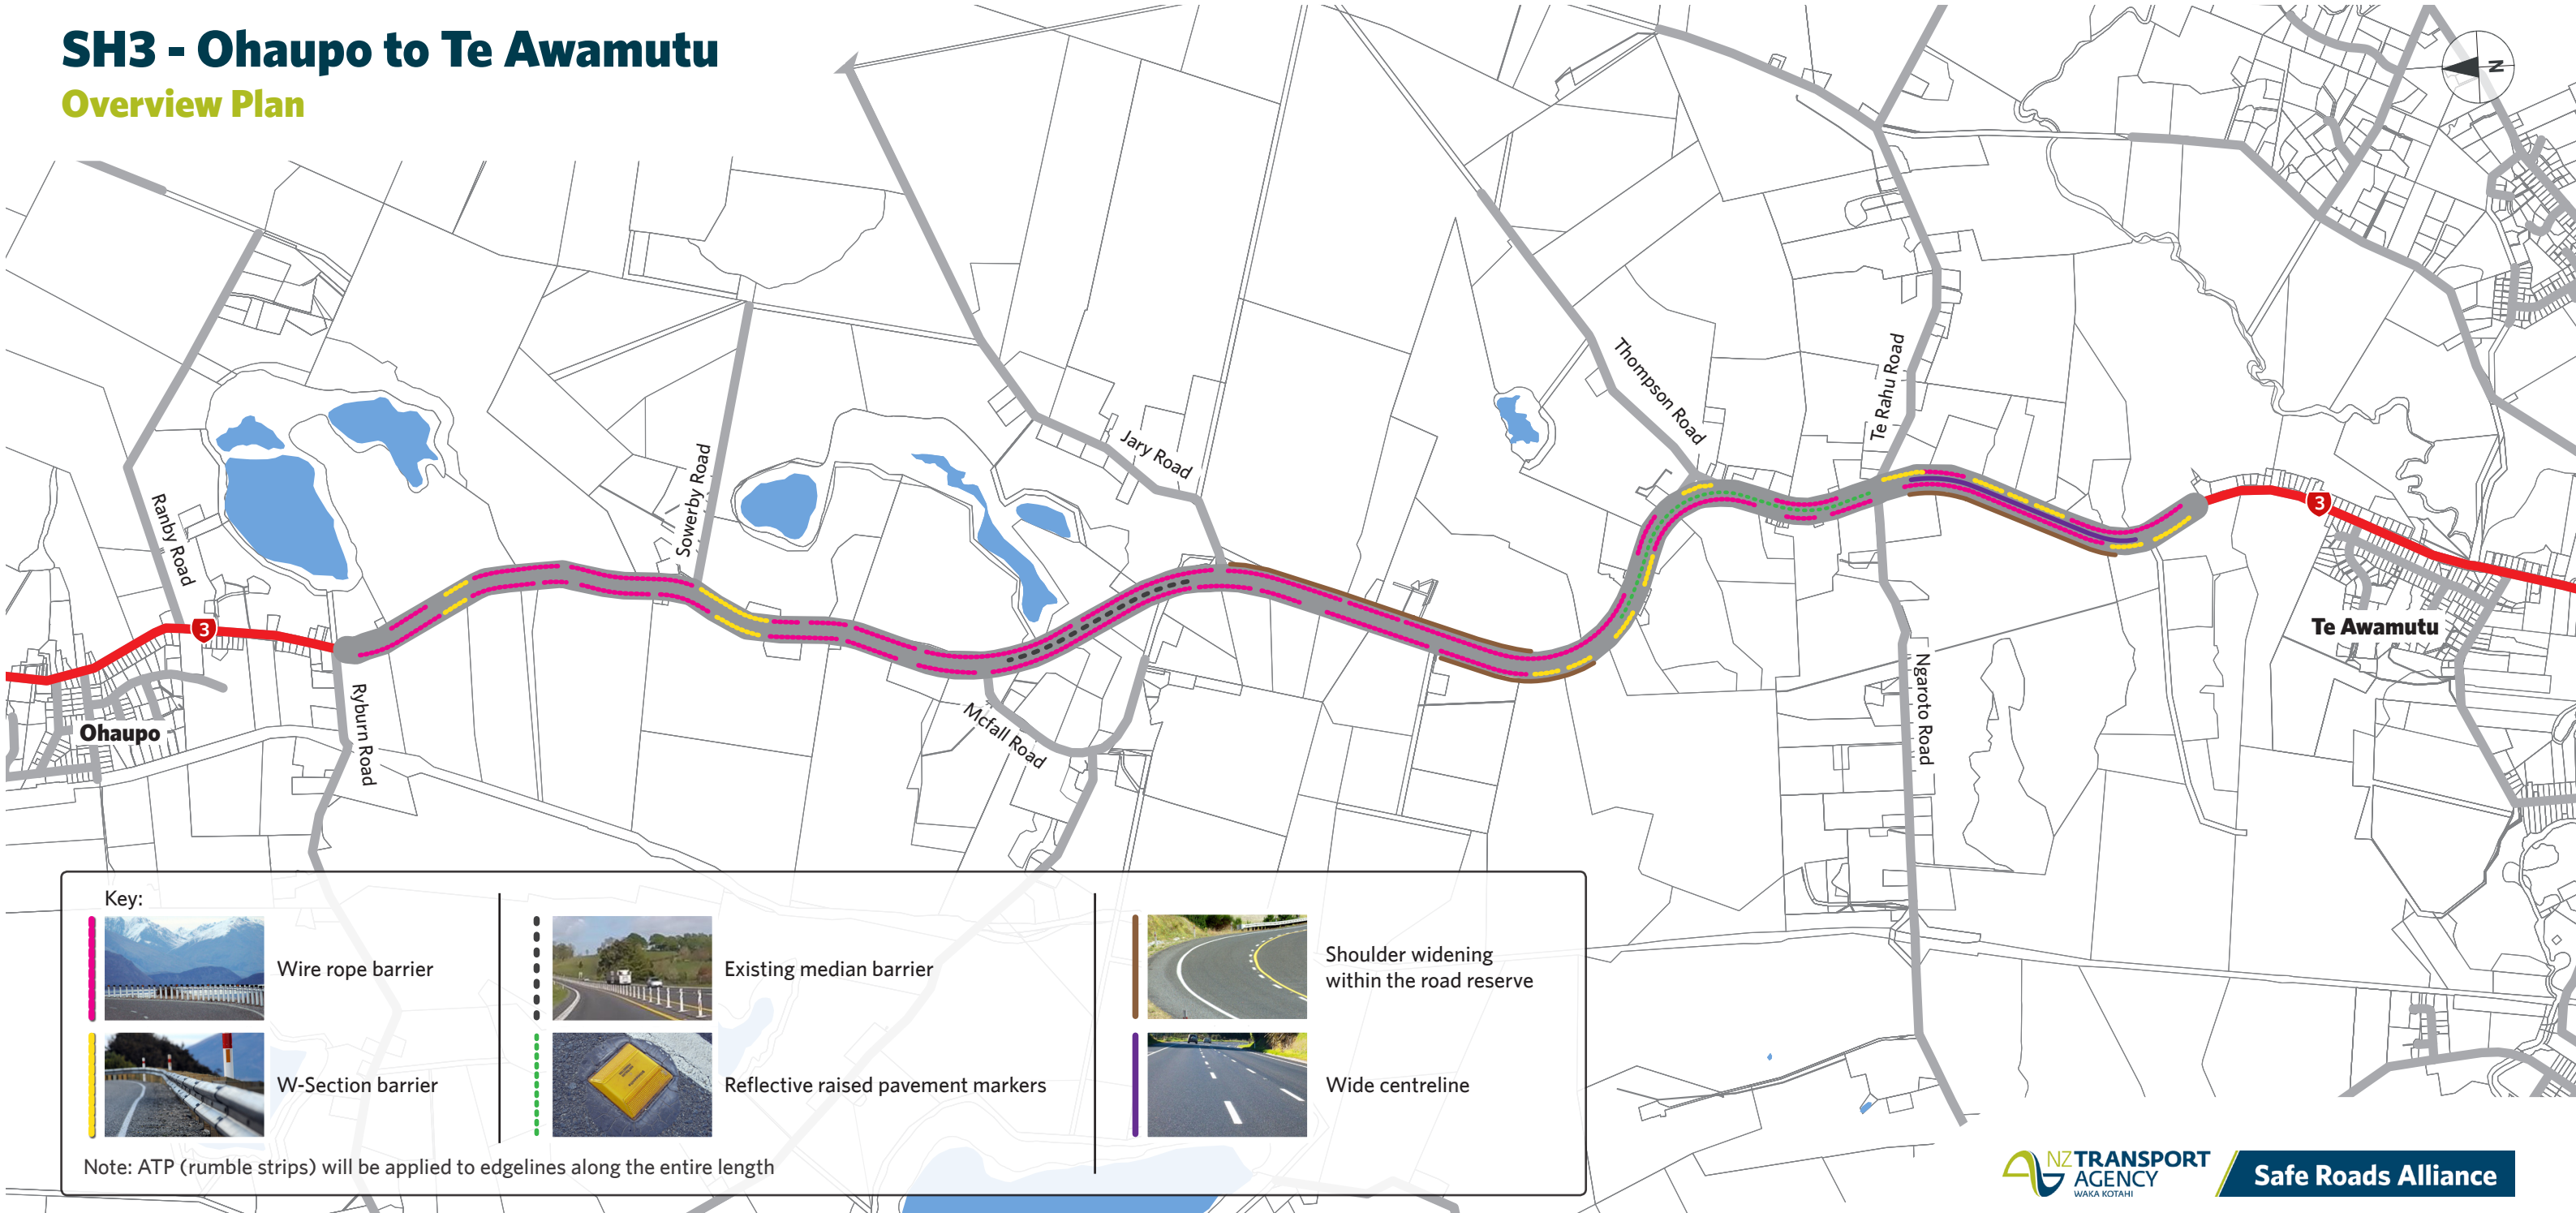 SH3 - Ohaupo to Te Awamutu
Overview Plan
N
Thompson Road
Te Rahu Road
Jary Road
Sowerby Road
Ranby Road
3
3
Te Awamutu
Ryburn Road
Ngaroto Road
Mcfall Road
Ohaupo
Key:
Wire rope barrier
W-Section barrier
Existing median barrier
Reflective raised pavement markers
Shoulder widening
within the road reserve
Wide centreline
Note: ATP (rumble strips) will be applied to edgelines along the entire length
NZTRANSPORT
AGENCY
WAKA KOTAHI
Safe Roads Alliance